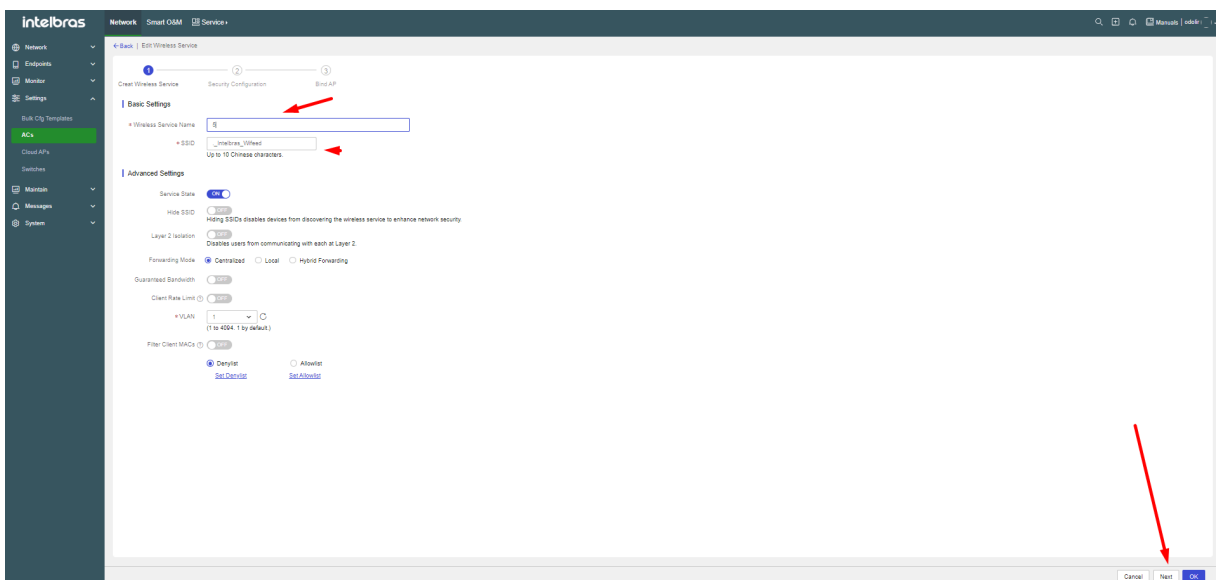 intelbras
Network Smart O&M Service
Manuals
Network
Endpoints
Monitor
Settings
Bulk Cfg Templates
ACs
Cloud APs
Switches
Maintain
Messages
System
Back | Edit Wireless Service
1 2 3
Creat Wireless Service Security Configuration Bind AP
Basic Settings
* Wireless Service Name 5
* SSID _Intelbras_Wifeed
Up to 10 Chinese characters.
Advanced Settings
Service State ON
Hide SSID OFF
Hiding SSIDs disables devices from discovering the wireless service to enhance network security.
Layer 2 Isolation OFF
Disables users from communicating with each at Layer 2.
Forwarding Mode Centralized Local Hybrid Forwarding
Guaranteed Bandwidth OFF
Client Rate Limit ? OFF
* VLAN 1
(1 to 4094. 1 by default.)
Filter Client MACs ? OFF
Denylist Allowlist
Set Denylist Set Allowlist
Cancel Next OK